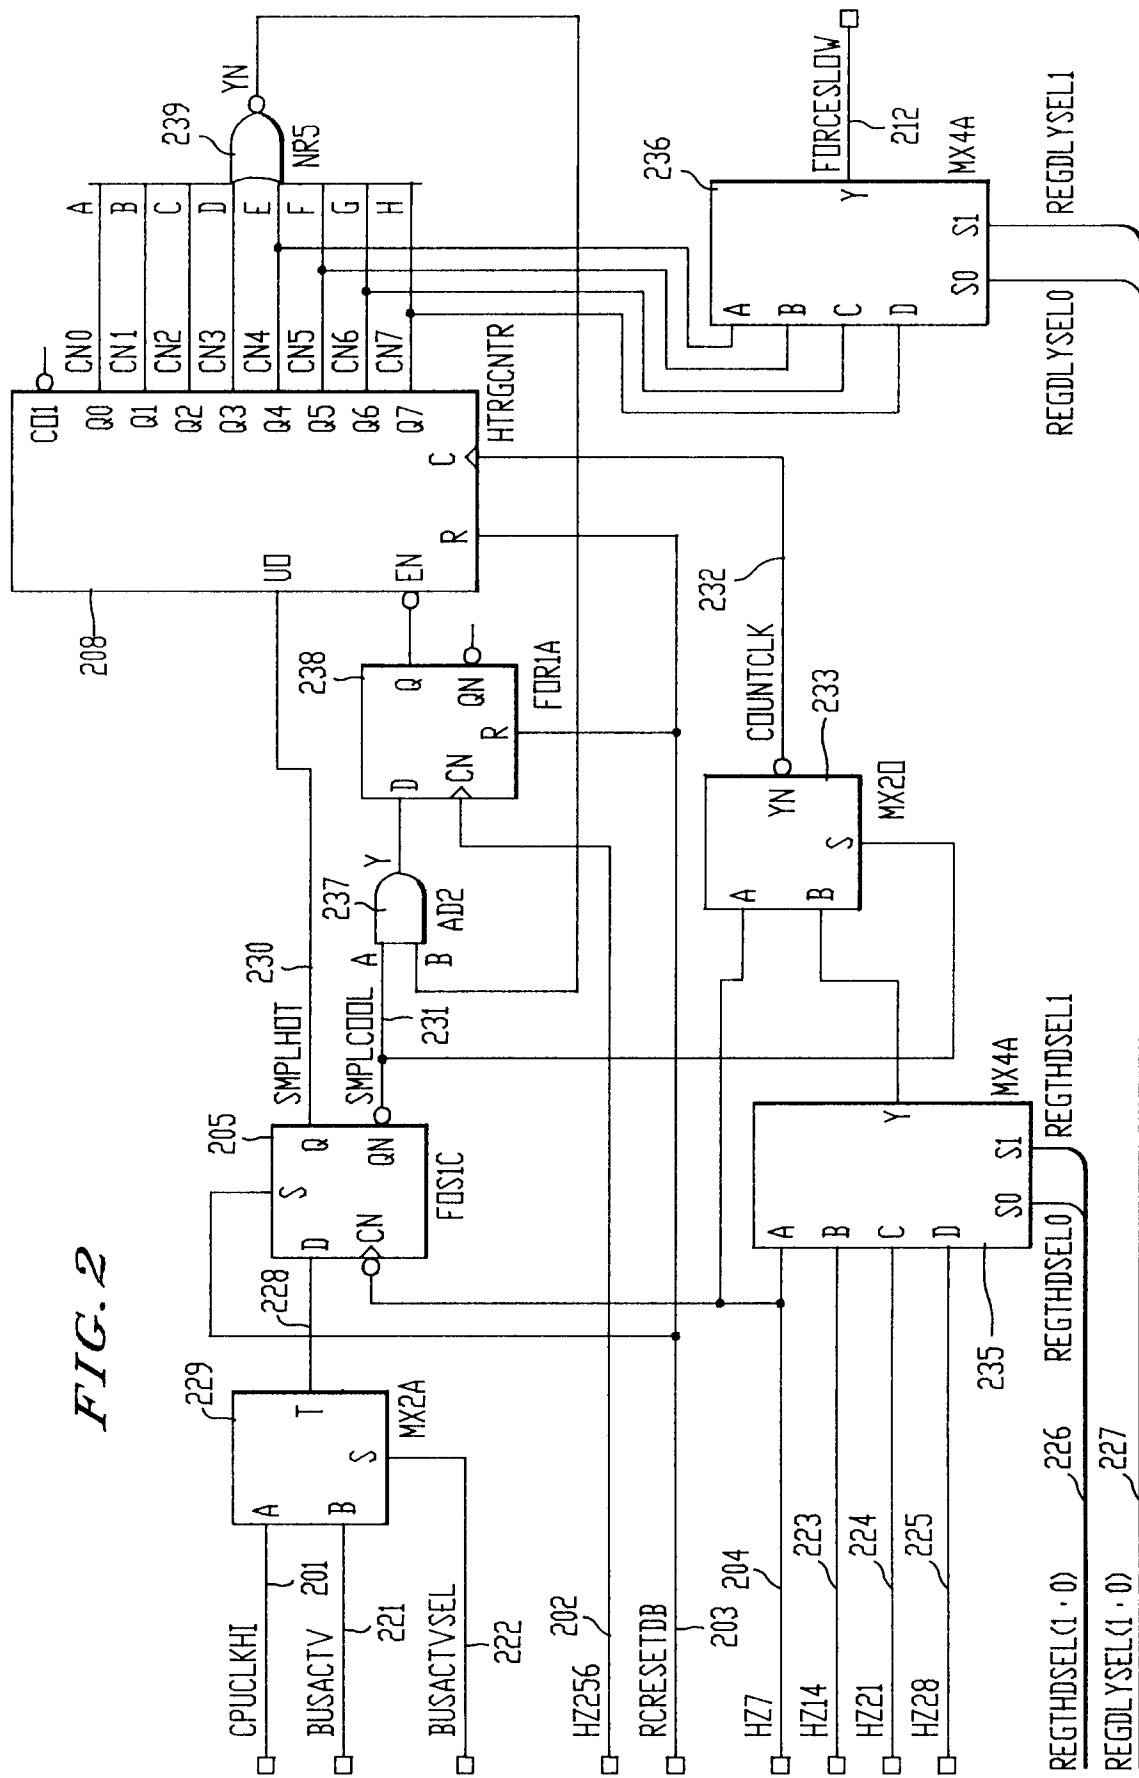 FIG. 2
CPUCLKHI
201
BUSACTV
221
BUSACTVSEL
222
229
A
B
T
S
MX2A
228
205
S
D
Q
CN
QN
FDS1C
SMPLHOT
230
SMPLCOOL
231
A
B
237
Y
AD2
238
D
Q
CN
QN
R
FDR1A
208
UD
EN
R
C
CO1
Q0
Q1
Q2
Q3
Q4
Q5
Q6
Q7
HTRGCNTR
CN0
CN1
CN2
CN3
CN4
CN5
CN6
CN7
A
B
C
D
E
F
G
H
239
NR5
YN
HZ256
202
RCRESETDB
203
HZ7
204
HZ14
223
HZ21
224
HZ28
225
A
B
C
D
Y
S0
S1
235
MX4A
REGTHDSEL0
REGTHDSEL1
A
B
YN
S
233
MX2D
COUNTCLK
232
236
A
B
C
D
Y
S0
S1
MX4A
FORCESLOW
212
REGDLYSEL0
REGDLYSEL1
REGTHDSEL(1:0)
226
REGDLYSEL(1:0)
227